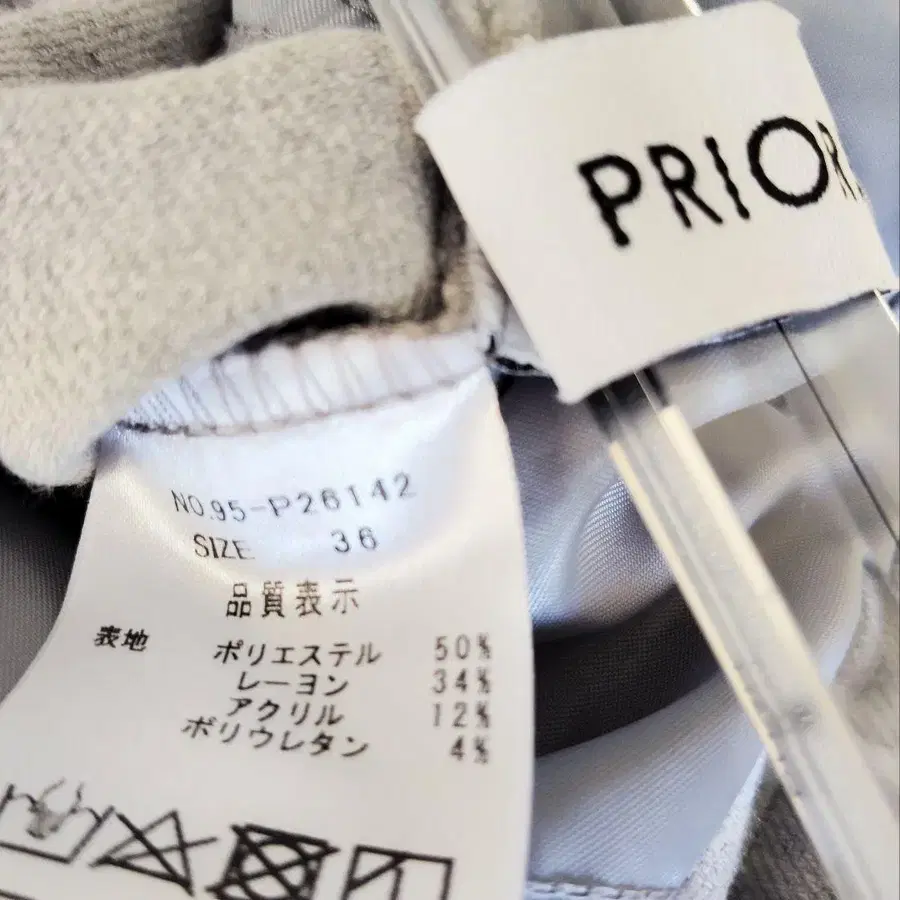 PRIOR
NO.95-P26142
SIZE 36
品質表示
表地 ポリエステル 50%
レーヨン 34%
アクリル 12%
ポリウレタン 4%